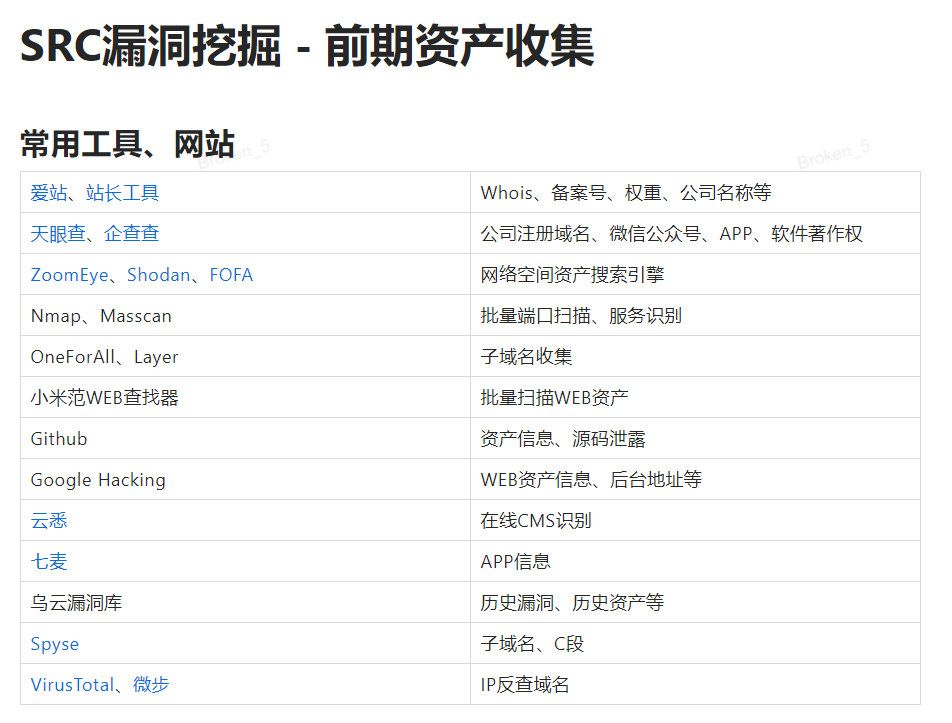 SRC漏洞挖掘 - 前期资产收集
常用工具、网站
Broken_5
Broken_5
爱站、站长工具 Whois、备案号、权重、公司名称等
天眼查、企查查 公司注册域名、微信公众号、APP、软件著作权
ZoomEye、Shodan、FOFA 网络空间资产搜索引擎
Nmap、Masscan 批量端口扫描、服务识别
OneForAll、Layer 子域名收集
小米范WEB查找器 批量扫描WEB资产
Github 资产信息、源码泄露
Google Hacking WEB资产信息、后台地址等
云悉 在线CMS识别
七麦 APP信息
乌云漏洞库 历史漏洞、历史资产等
Spyse 子域名、C段
VirusTotal、微步 IP反查域名